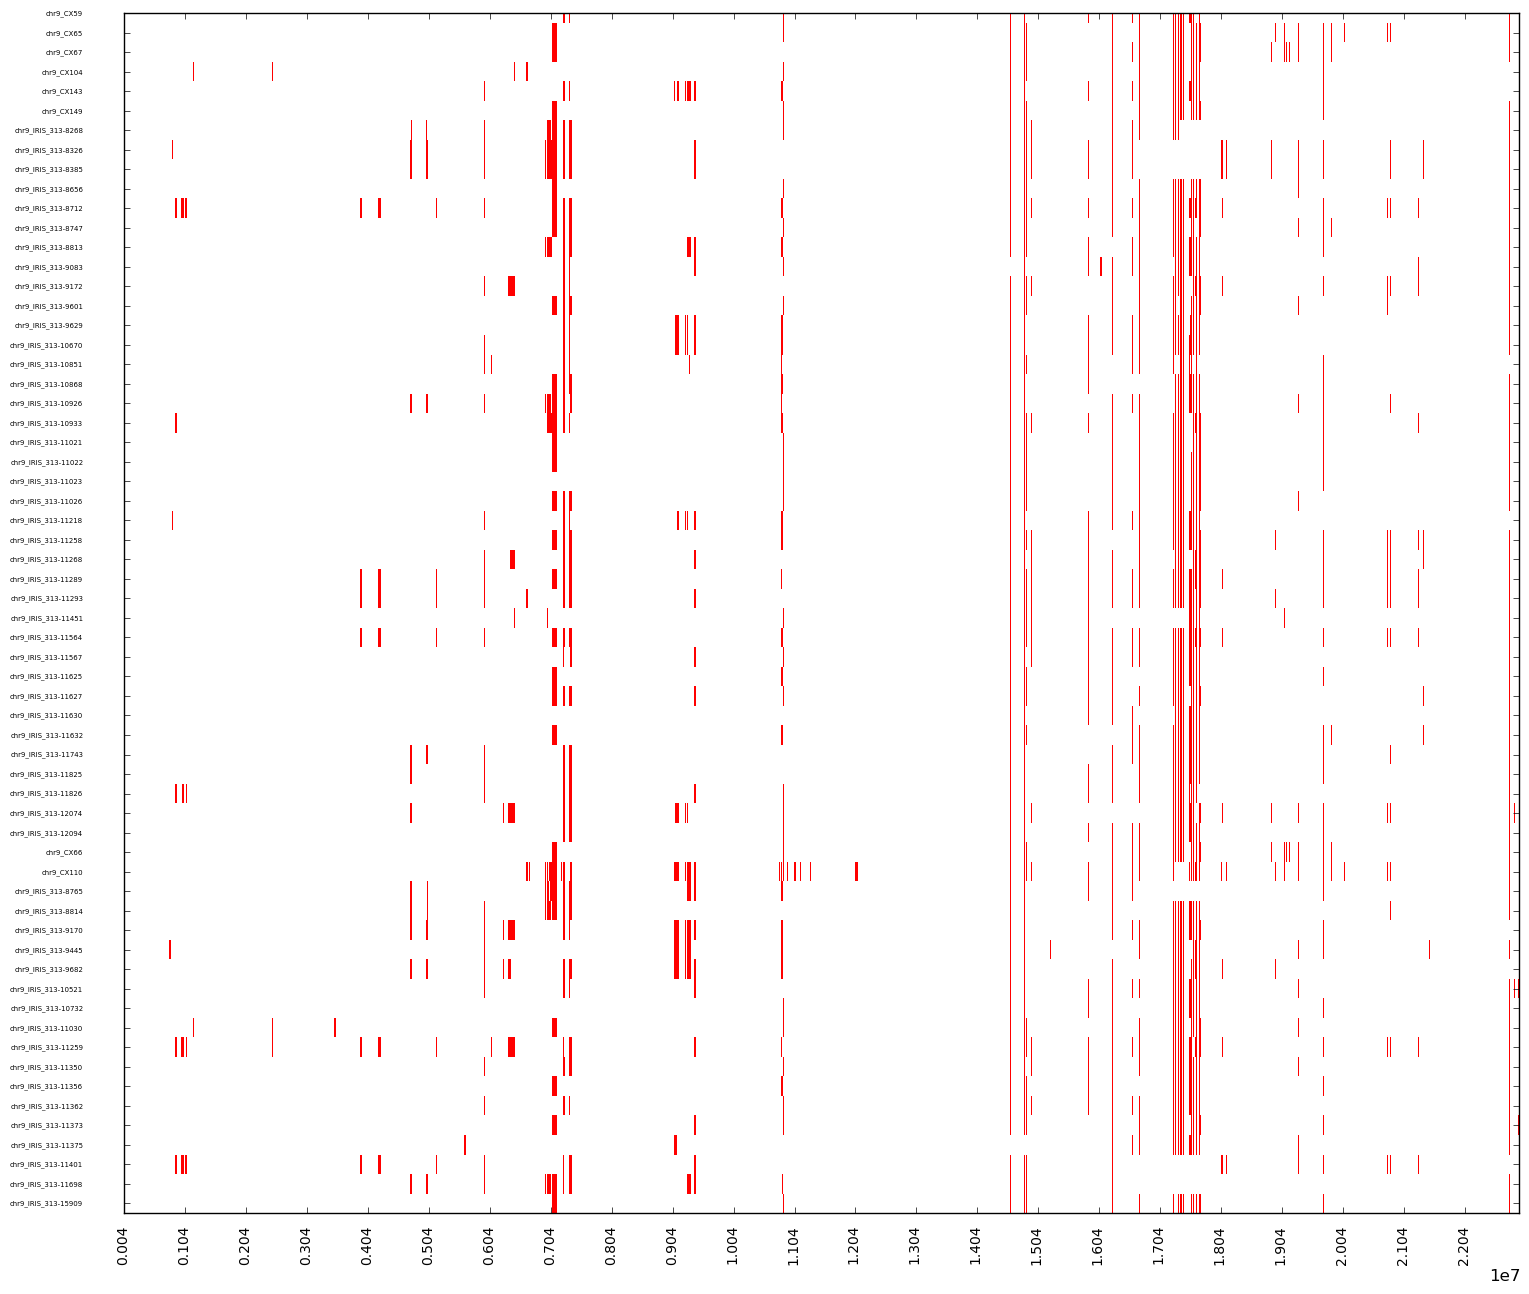 chr9_CX59
chr9_CX65
chr9_CX67
chr9_CX104
chr9_CX143
chr9_CX149
chr9_IRIS_313-8268
chr9_IRIS_313-8326
chr9_IRIS_313-8385
chr9_IRIS_313-8656
chr9_IRIS_313-8712
chr9_IRIS_313-8747
chr9_IRIS_313-8813
chr9_IRIS_313-9083
chr9_IRIS_313-9172
chr9_IRIS_313-9601
chr9_IRIS_313-9629
chr9_IRIS_313-10670
chr9_IRIS_313-10851
chr9_IRIS_313-10868
chr9_IRIS_313-10926
chr9_IRIS_313-10933
chr9_IRIS_313-11021
chr9_IRIS_313-11022
chr9_IRIS_313-11023
chr9_IRIS_313-11026
chr9_IRIS_313-11218
chr9_IRIS_313-11258
chr9_IRIS_313-11268
chr9_IRIS_313-11289
chr9_IRIS_313-11293
chr9_IRIS_313-11451
chr9_IRIS_313-11564
chr9_IRIS_313-11567
chr9_IRIS_313-11625
chr9_IRIS_313-11627
chr9_IRIS_313-11630
chr9_IRIS_313-11632
chr9_IRIS_313-11743
chr9_IRIS_313-11825
chr9_IRIS_313-11826
chr9_IRIS_313-12074
chr9_IRIS_313-12094
chr9_CX66
chr9_CX110
chr9_IRIS_313-8765
chr9_IRIS_313-8814
chr9_IRIS_313-9170
chr9_IRIS_313-9445
chr9_IRIS_313-9682
chr9_IRIS_313-10521
chr9_IRIS_313-10732
chr9_IRIS_313-11030
chr9_IRIS_313-11259
chr9_IRIS_313-11350
chr9_IRIS_313-11356
chr9_IRIS_313-11362
chr9_IRIS_313-11373
chr9_IRIS_313-11375
chr9_IRIS_313-11401
chr9_IRIS_313-11698
chr9_IRIS_313-15909
0.004 0.104 0.204 0.304 0.404 0.504 0.604 0.704 0.804 0.904 1.004 1.104 1.204 1.304 1.404 1.504 1.604 1.704 1.804 1.904 2.004 2.104 2.204
1e7